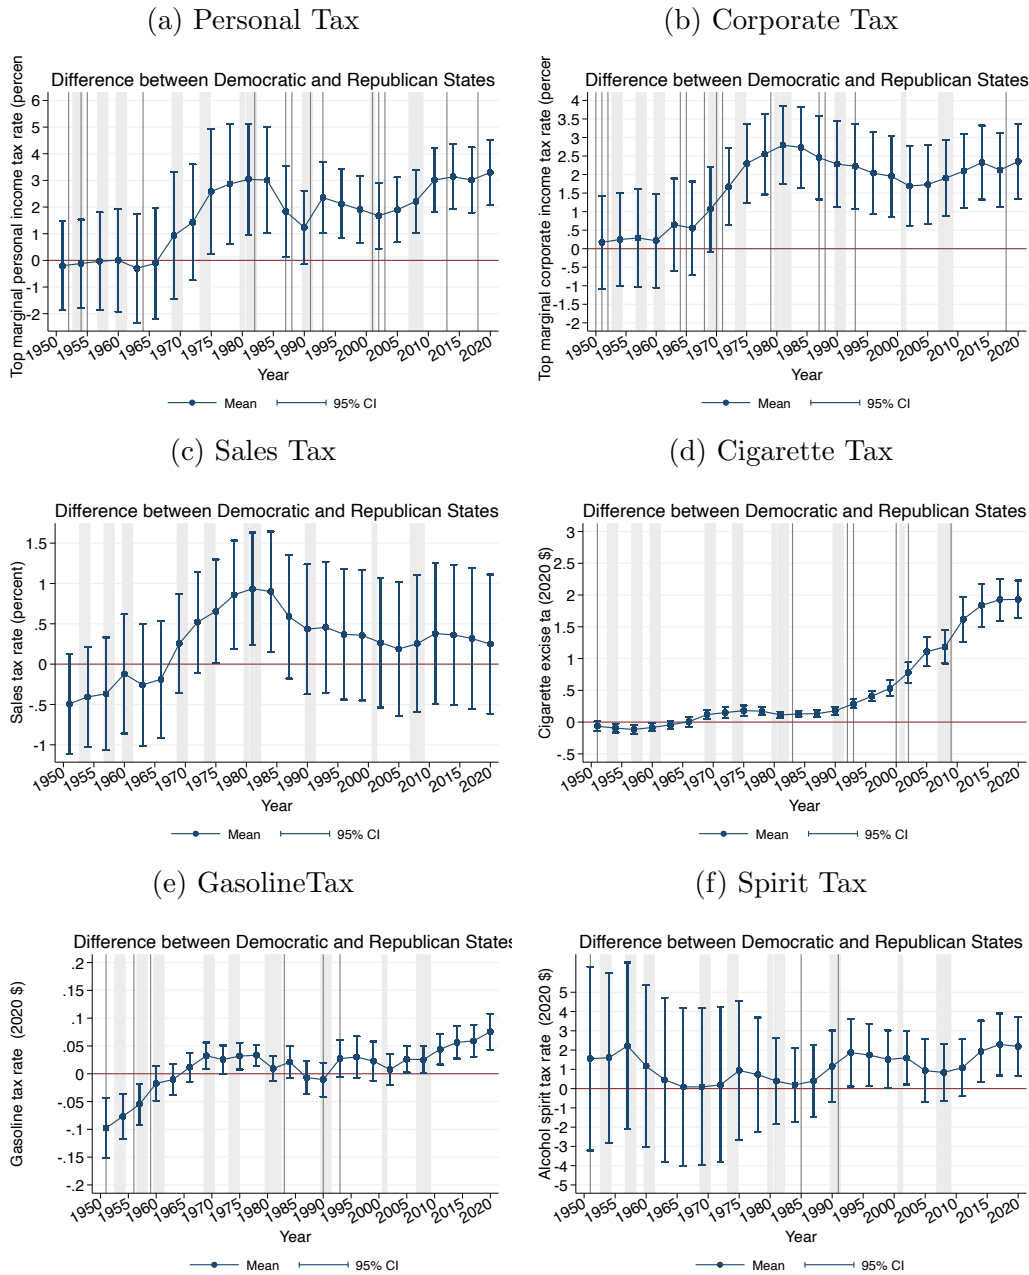 (a) Personal Tax
Difference between Democratic and Republican States
Top marginal personal income tax rate (percen
6
5
4
3
2
1
0
-1
-2
1950 1955 1960 1965 1970 1975 1980 1985 1990 1995 2000 2005 2010 2015 2020
Year
Mean 95% CI
(b) Corporate Tax
Difference between Democratic and Republican States
Top marginal corporate income tax rate (percer
4
3.5
3
2.5
2
1.5
1
.5
0
-.5
-1
-1.5
-2
1950 1955 1960 1965 1970 1975 1980 1985 1990 1995 2000 2005 2010 2015 2020
Year
Mean 95% CI
(c) Sales Tax
Difference between Democratic and Republican States
Sales tax rate (percent)
1.5
1
.5
0
-.5
-1
1950 1955 1960 1965 1970 1975 1980 1985 1990 1995 2000 2005 2010 2015 2020
Year
Mean 95% CI
(d) Cigarette Tax
Difference between Democratic and Republican States
Cigarette excise ta (2020 $)
3
2.5
2
1.5
1
.5
0
-.5
1950 1955 1960 1965 1970 1975 1980 1985 1990 1995 2000 2005 2010 2015 2020
Year
Mean 95% CI
(e) GasolineTax
Difference between Democratic and Republican States
Gasoline tax rate (2020 $)
.2
.15
.1
.05
0
-.05
-.1
-.15
-.2
1950 1955 1960 1965 1970 1975 1980 1985 1990 1995 2000 2005 2010 2015 2020
Year
Mean 95% CI
(f) Spirit Tax
Difference between Democratic and Republican States
Alcohol spirit tax rate (2020 $)
5
4
3
2
1
0
-1
-2
-3
-4
-5
1950 1955 1960 1965 1970 1975 1980 1985 1990 1995 2000 2005 2010 2015 2020
Year
Mean 95% CI